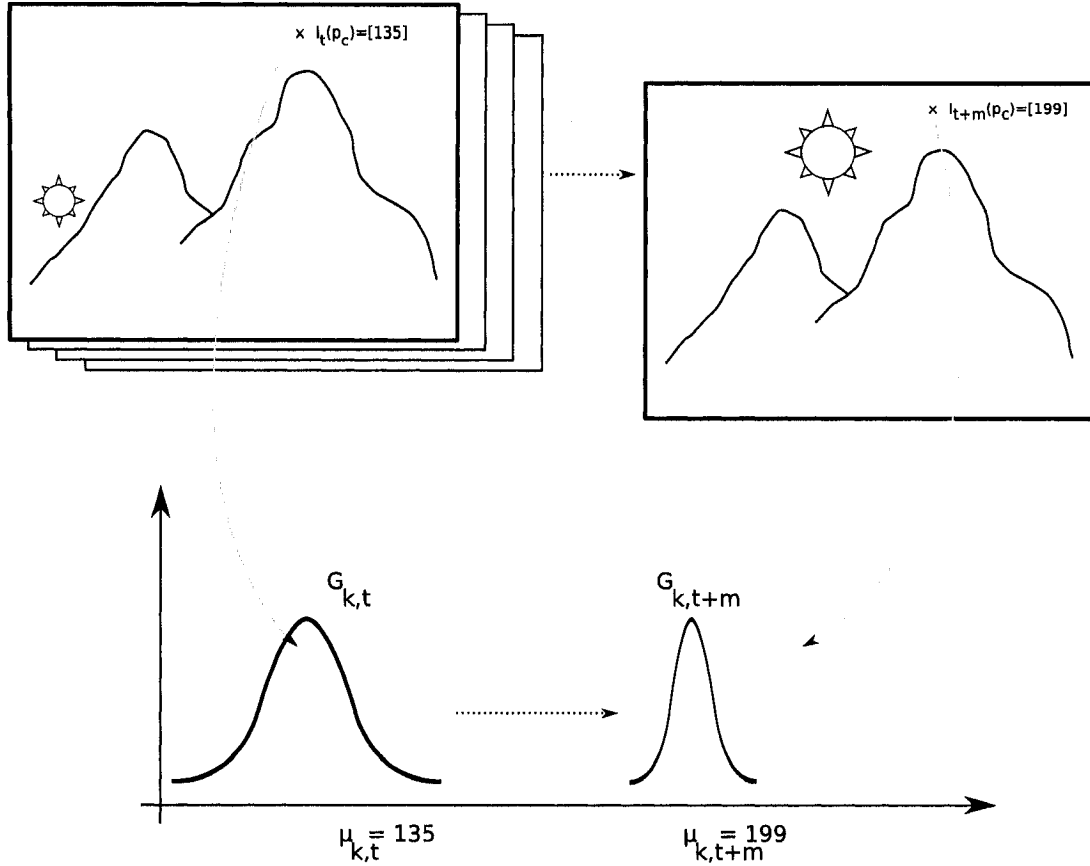 × I_t(p_c)=[135]
× I_{t+m}(p_c)=[199]
G_{k,t}
G_{k,t+m}
μ_{k,t} = 135
μ_{k,t+m} = 199